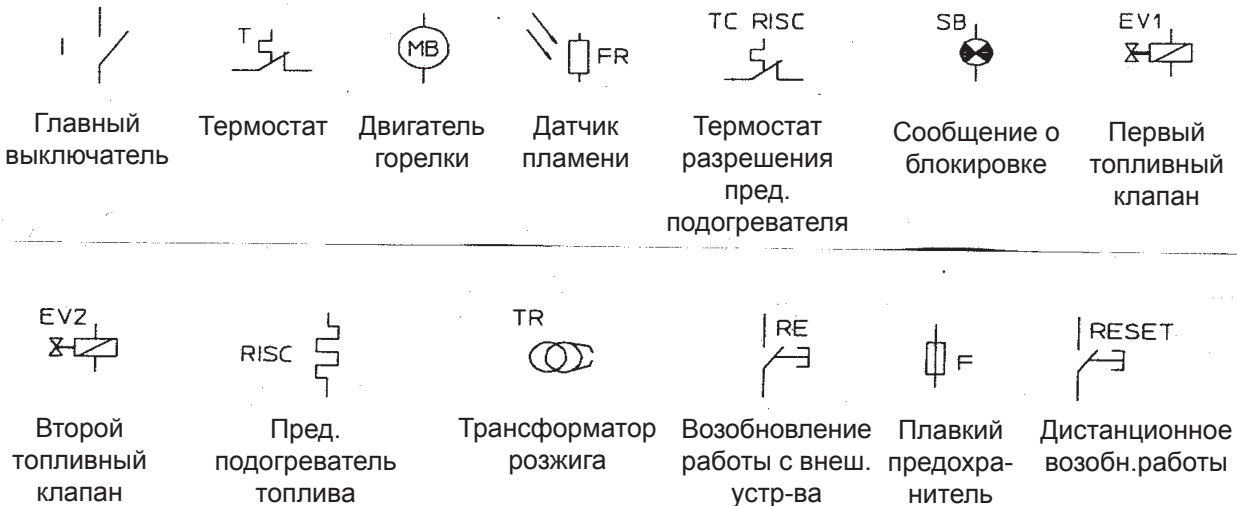 I
T
MB
FR
TC RISC
SB
EV1
Главный
выключатель
Термостат
Двигатель
горелки
Датчик
пламени
Термостат
разрешения
пред.
подогревателя
Сообщение о
блокировке
Первый
топливный
клапан
EV2
RISC
TR
RE
F
RESET
Второй
топливный
клапан
Пред.
подогреватель
топлива
Трансформатор
розжига
Возобновление
работы с внеш.
устр-ва
Плавкий
предохра-
нитель
Дистанционное
возобн.работы